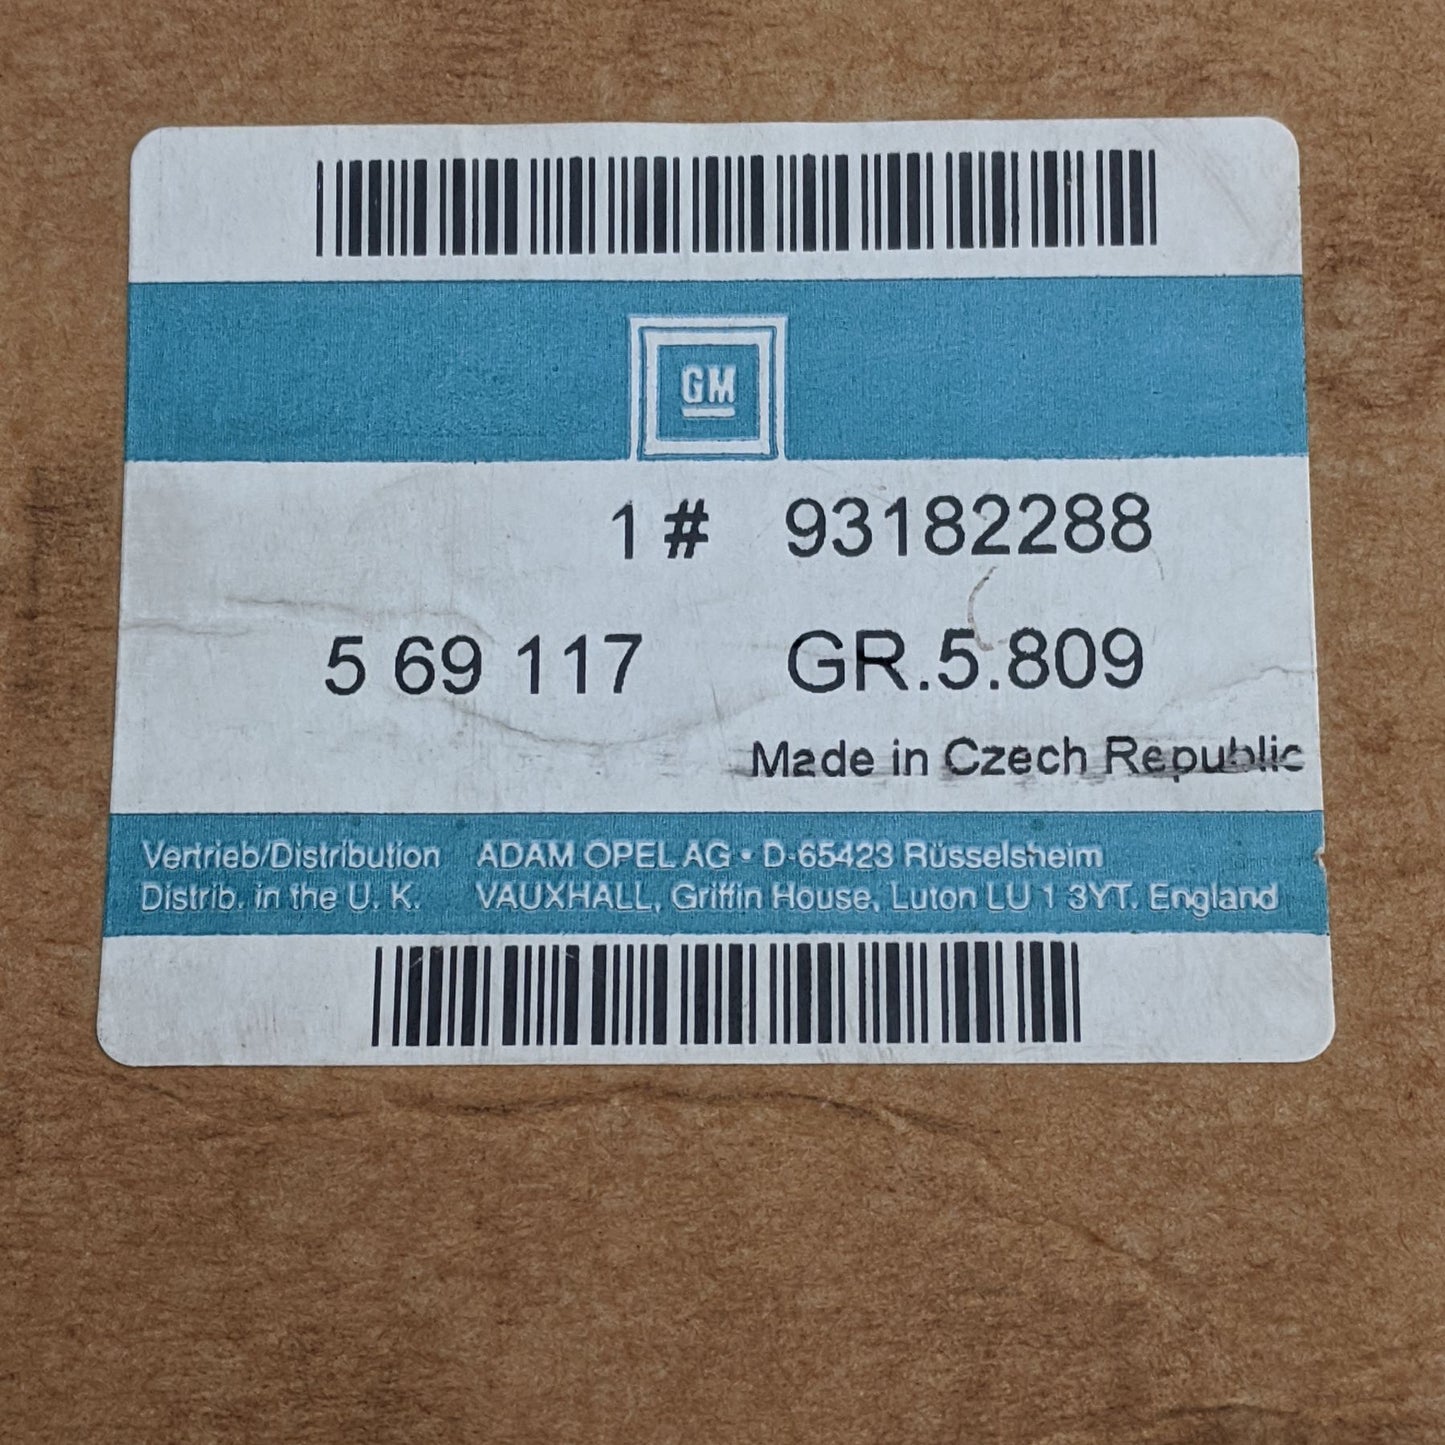 GM
1 # 93182288
5 69 117 GR.5.809
Made in Czech Republic
Vertrieb/Distribution ADAM OPEL AG • D-65423 Rüsselsheim
Distrib. in the U. K. VAUXHALL, Griffin House, Luton LU 1 3YT. England